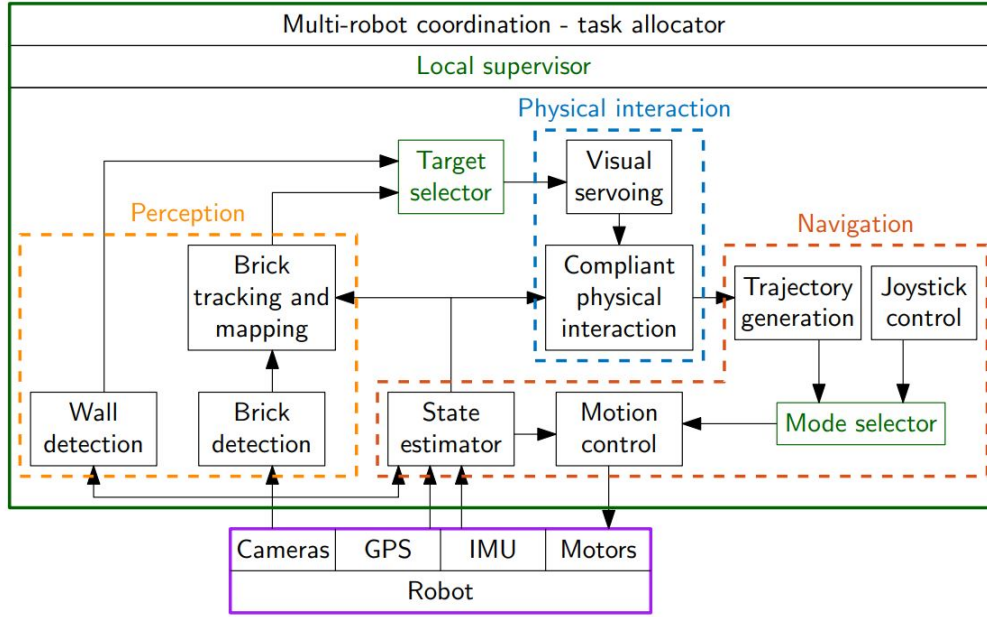 Multi-robot coordination - task allocator
Local supervisor
Physical interaction
Target
selector
Visual
servoing
Perception
Navigation
Brick
tracking and
mapping
Compliant
physical
interaction
Trajectory
generation
Joystick
control
Wall
detection
Brick
detection
State
estimator
Motion
control
Mode selector
Cameras
GPS
IMU
Motors
Robot